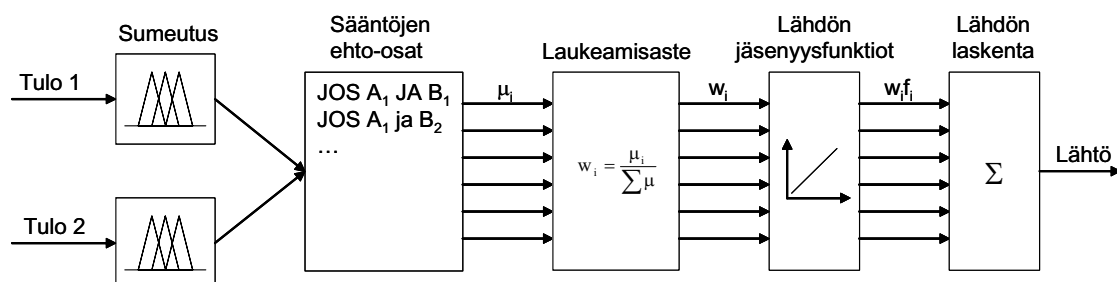 Sumeutus
Sääntöjen
ehto-osat
Laukeamisaste
Lähdön
jäsenyysfunktiot
Lähdön
laskenta
Tulo 1
Tulo 2
JOS A₁ JA B₁
JOS A₁ ja B₂
…
μᵢ
wᵢ = μᵢ / ∑ μ
wᵢ
wᵢfᵢ
Σ
Lähtö